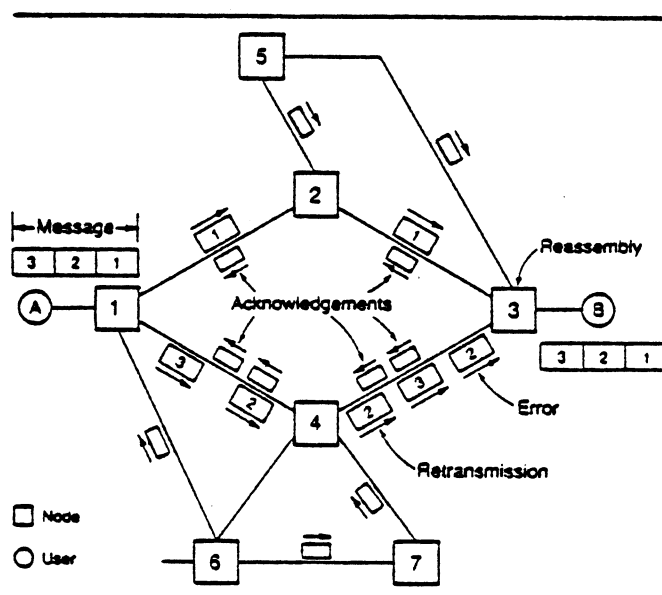 5
2
1
1
Message
3 2 1
Reassembly
A
1
Acknowledgements
3
B
3
2
4
2
3
2
3 2 1
Error
Retransmission
Node
User
6
7